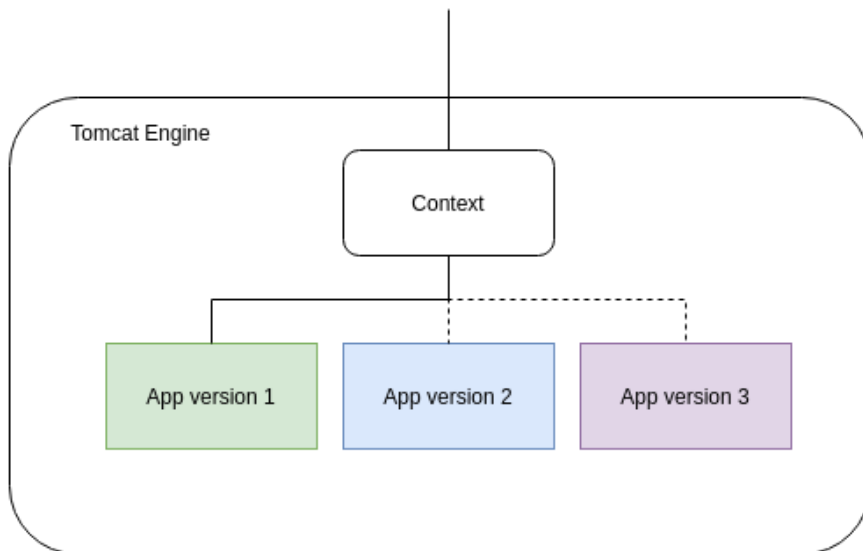 Tomcat Engine
Context
App version 1
App version 2
App version 3